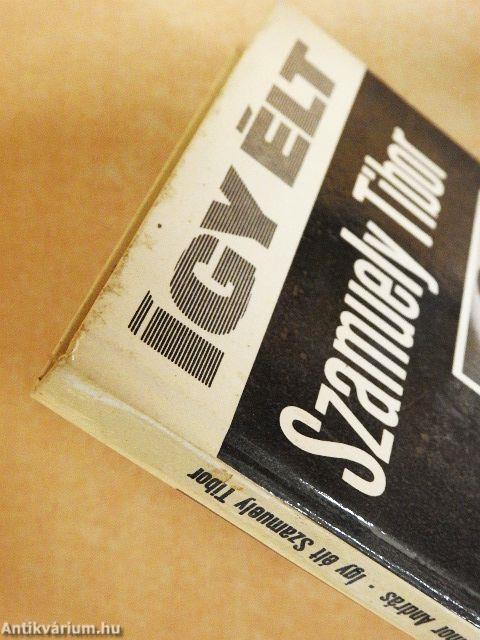 ÍGY ÉLT
Szamuely Tibor
András · Így élt Szamuely Tibor
Antikvárium.hu